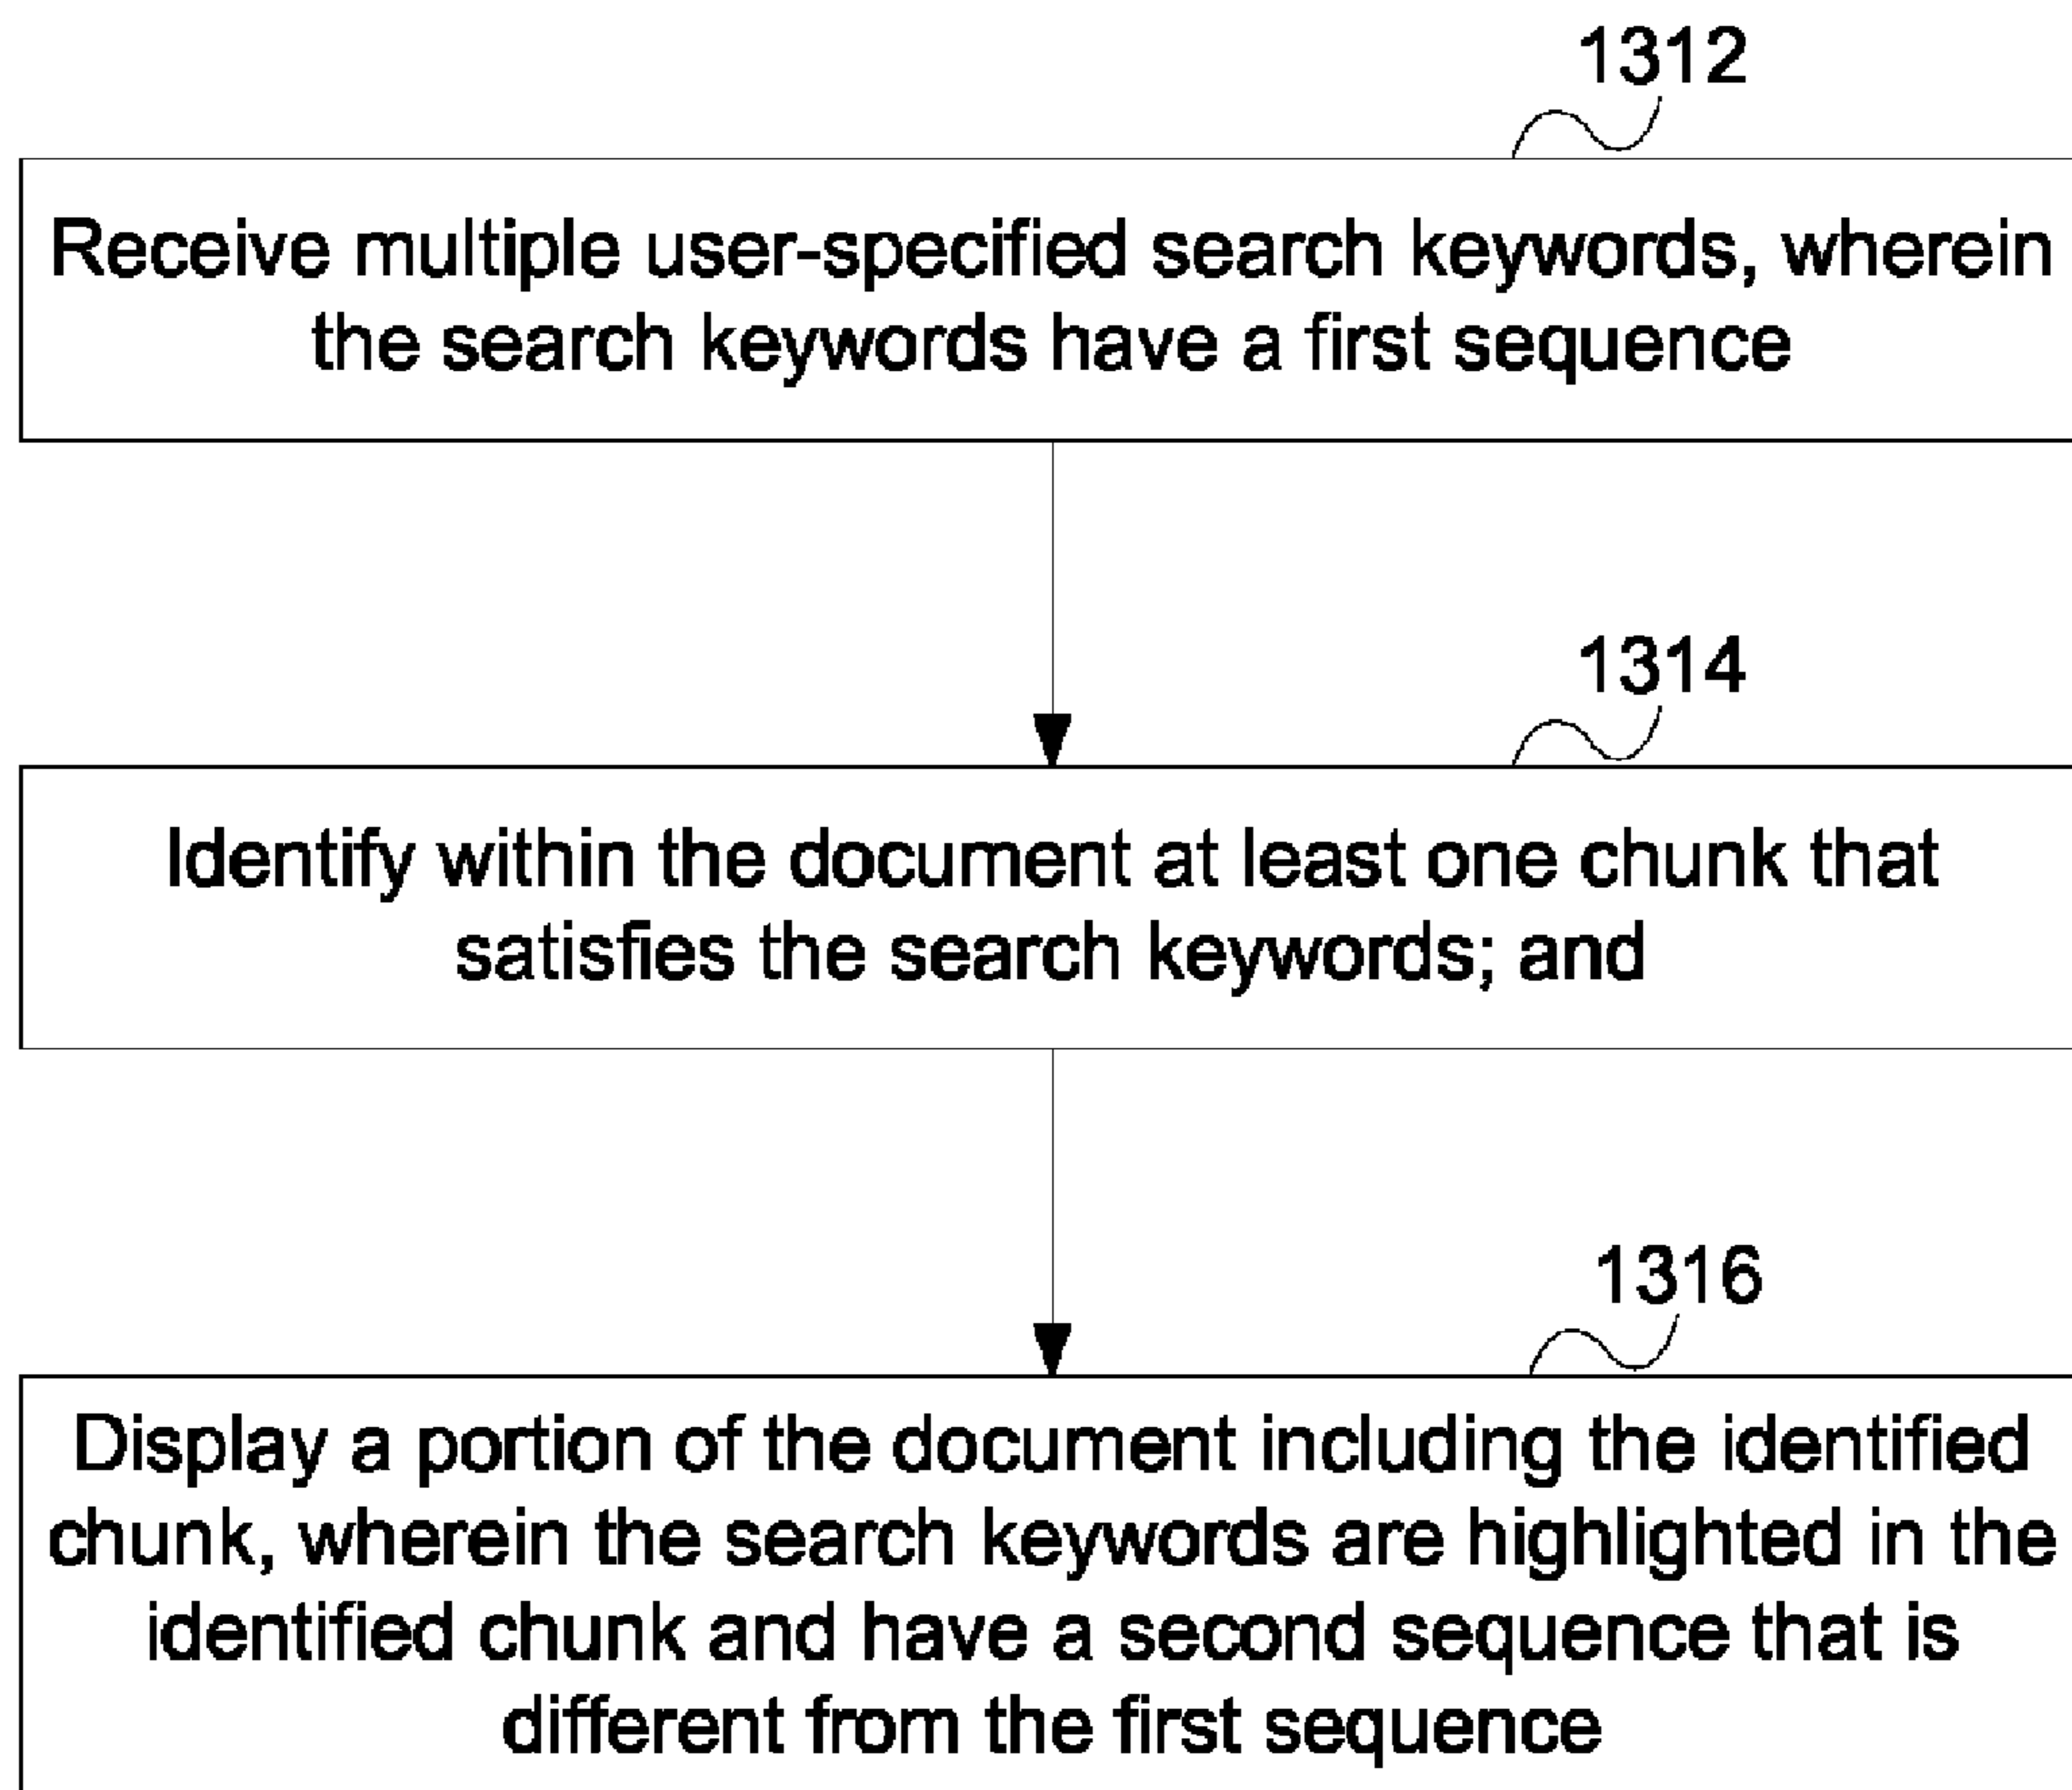 1312
Receive multiple user-specified search keywords, wherein
the search keywords have a first sequence
1314
Identify within the document at least one chunk that
satisfies the search keywords; and
1316
Display a portion of the document including the identified
chunk, wherein the search keywords are highlighted in the
identified chunk and have a second sequence that is
different from the first sequence